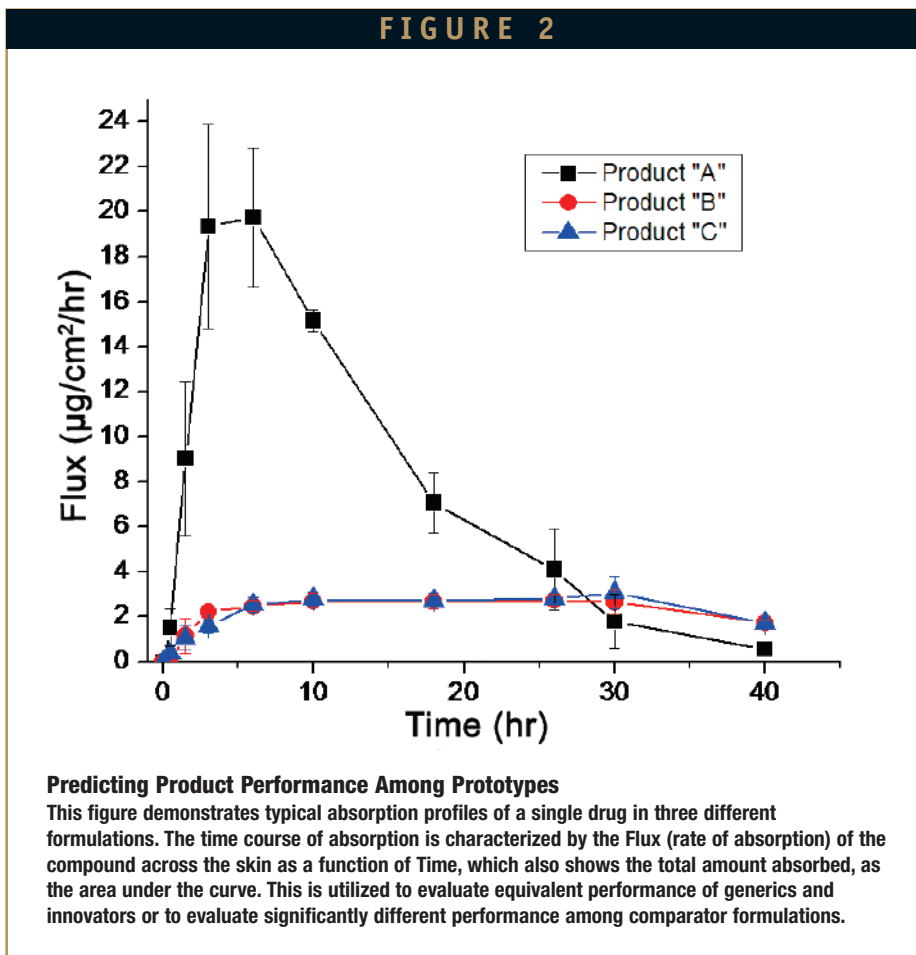 FIGURE 2
24
22
20
18
16
14
12
10
8
6
4
2
0
Flux (µg/cm²/hr)
Product "A"
Product "B"
Product "C"
0 10 20 30 40
Time (hr)
Predicting Product Performance Among Prototypes
This figure demonstrates typical absorption profiles of a single drug in three different
formulations. The time course of absorption is characterized by the Flux (rate of absorption) of the
compound across the skin as a function of Time, which also shows the total amount absorbed, as
the area under the curve. This is utilized to evaluate equivalent performance of generics and
innovators or to evaluate significantly different performance among comparator formulations.